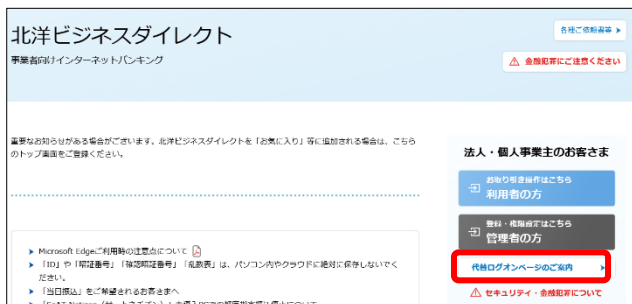 北洋ビジネスダイレクト
事業者向けインターネットバンキング
各種ご依頼書等
金融犯罪にご注意ください
重要なお知らせがある場合がございます。北洋ビジネスダイレクトを「お気に入り」等に追加される場合は、こちら
のトップ画面をご登録ください。
法人・個人事業主のお客さま
お取り引き操作はこちら
利用者の方
登録・権限設定はこちら
管理者の方
代替ログオンページのご案内
セキュリティ・金融犯罪について
Microsoft Edgeご利用時の注意点について
「ID」や「暗証番号」「確認暗証番号」「乱数表」は、パソコン内やクラウドに絶対に保存しないでく
ださい。
「当日振込」をご希望されるお客さまへ